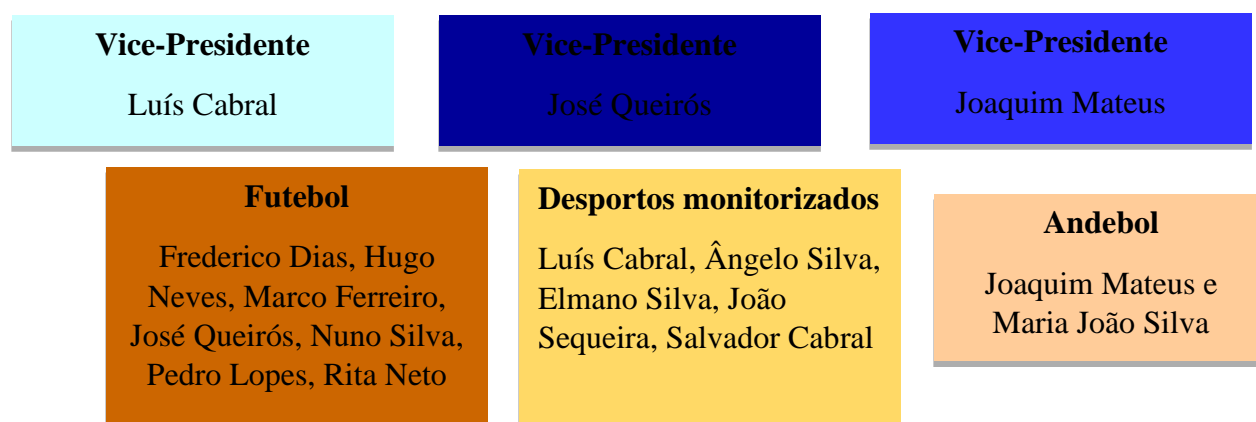 Vice-Presidente
Luís Cabral
Vice-Presidente
José Queirós
Vice-Presidente
Joaquim Mateus
Futebol
Frederico Dias, Hugo
Neves, Marco Ferreiro,
José Queirós, Nuno Silva,
Pedro Lopes, Rita Neto
Desportos monitorizados
Luís Cabral, Ângelo Silva,
Elmano Silva, João
Sequeira, Salvador Cabral
Andebol
Joaquim Mateus e
Maria João Silva